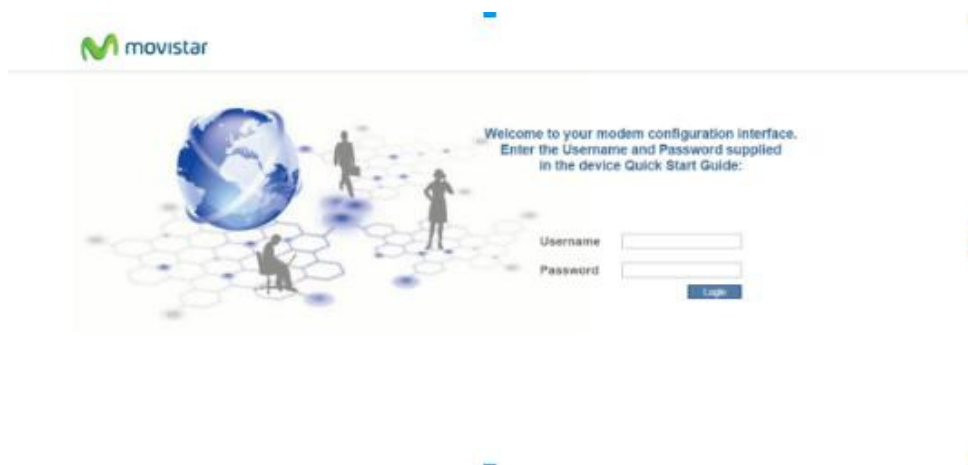 movistar
Welcome to your modem configuration interface.
Enter the Username and Password supplied
in the device Quick Start Guide:
Username
Password
Login